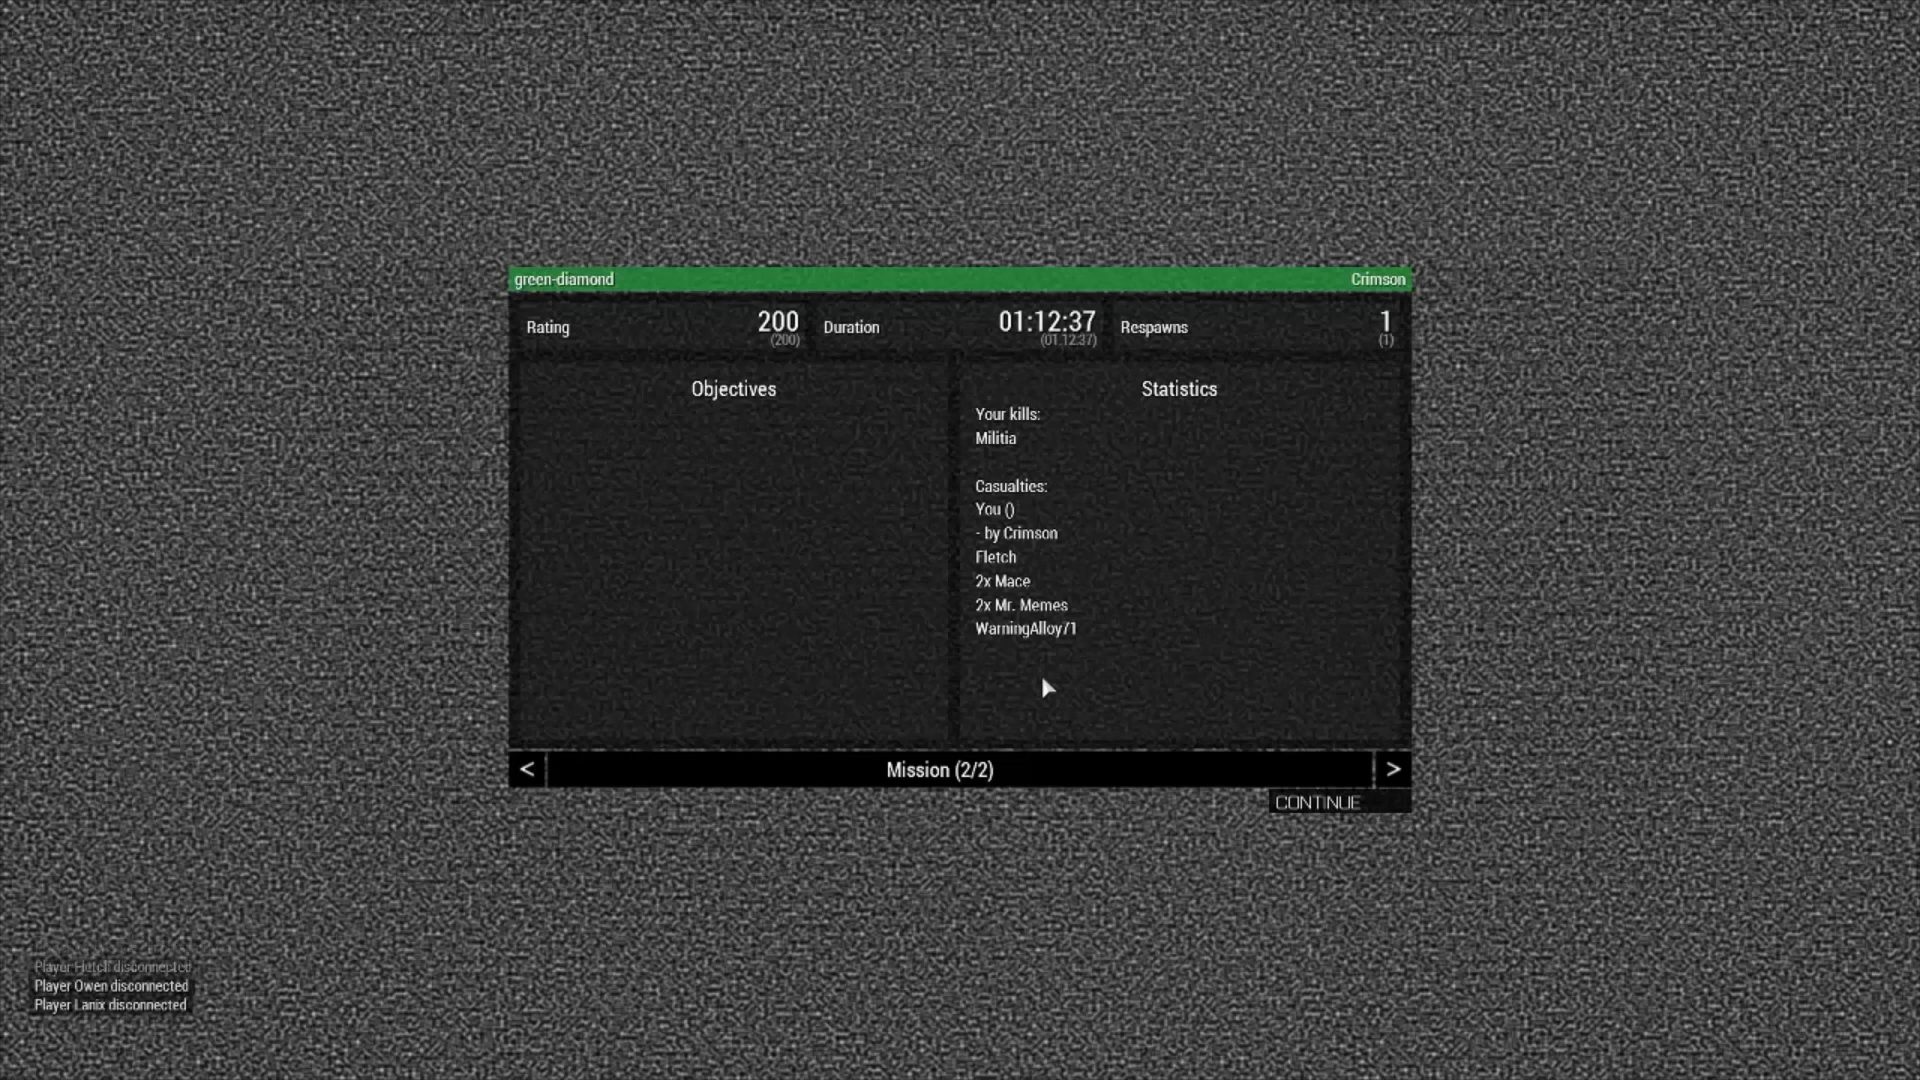 green-diamond Crimson
Rating 200 (200) Duration 01:12:37 (01:12:37) Respawns 1 (1)
Objectives
Statistics
Your kills:
Militia
Casualties:
You ()
- by Crimson
Fletch
2x Mace
2x Mr. Memes
WarningAlloy71
< Mission (2/2) >
CONTINUE
Player disconnected
Player Owen disconnected
Player Lanix disconnected